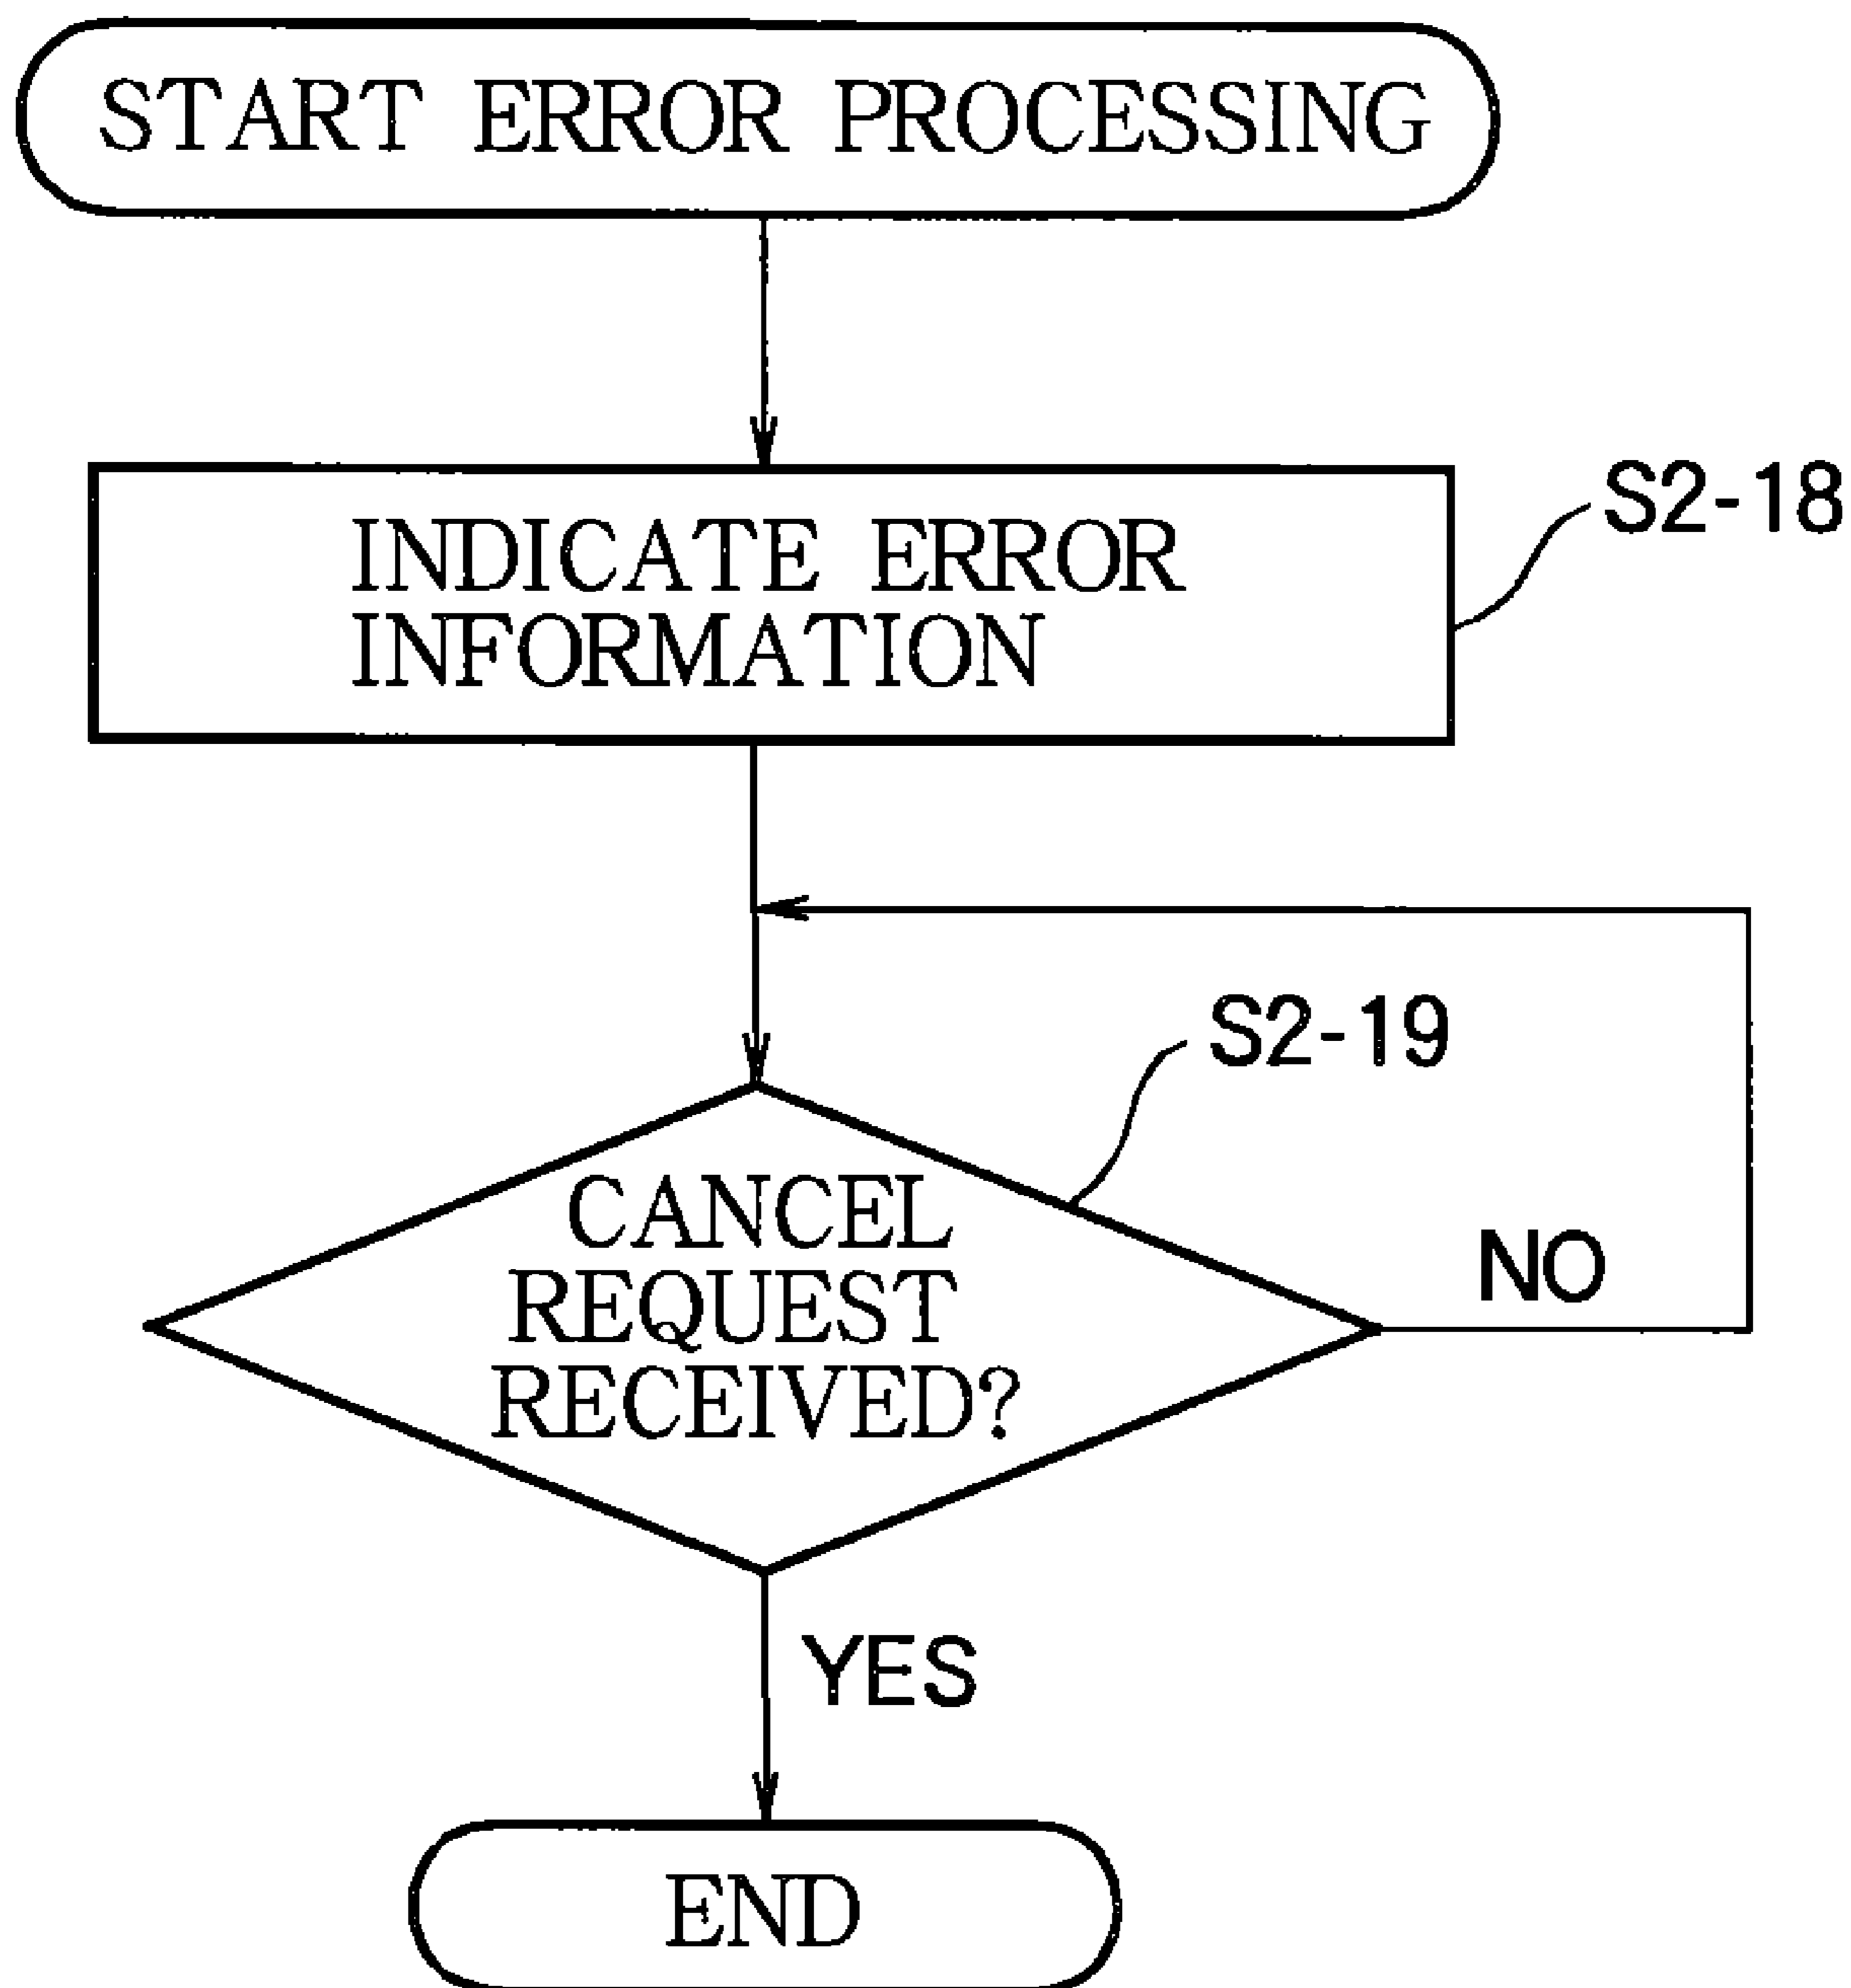 START ERROR PROCESSING
INDICATE ERROR
INFORMATION
S2-18
S2-19
CANCEL
REQUEST
RECEIVED?
NO
YES
END